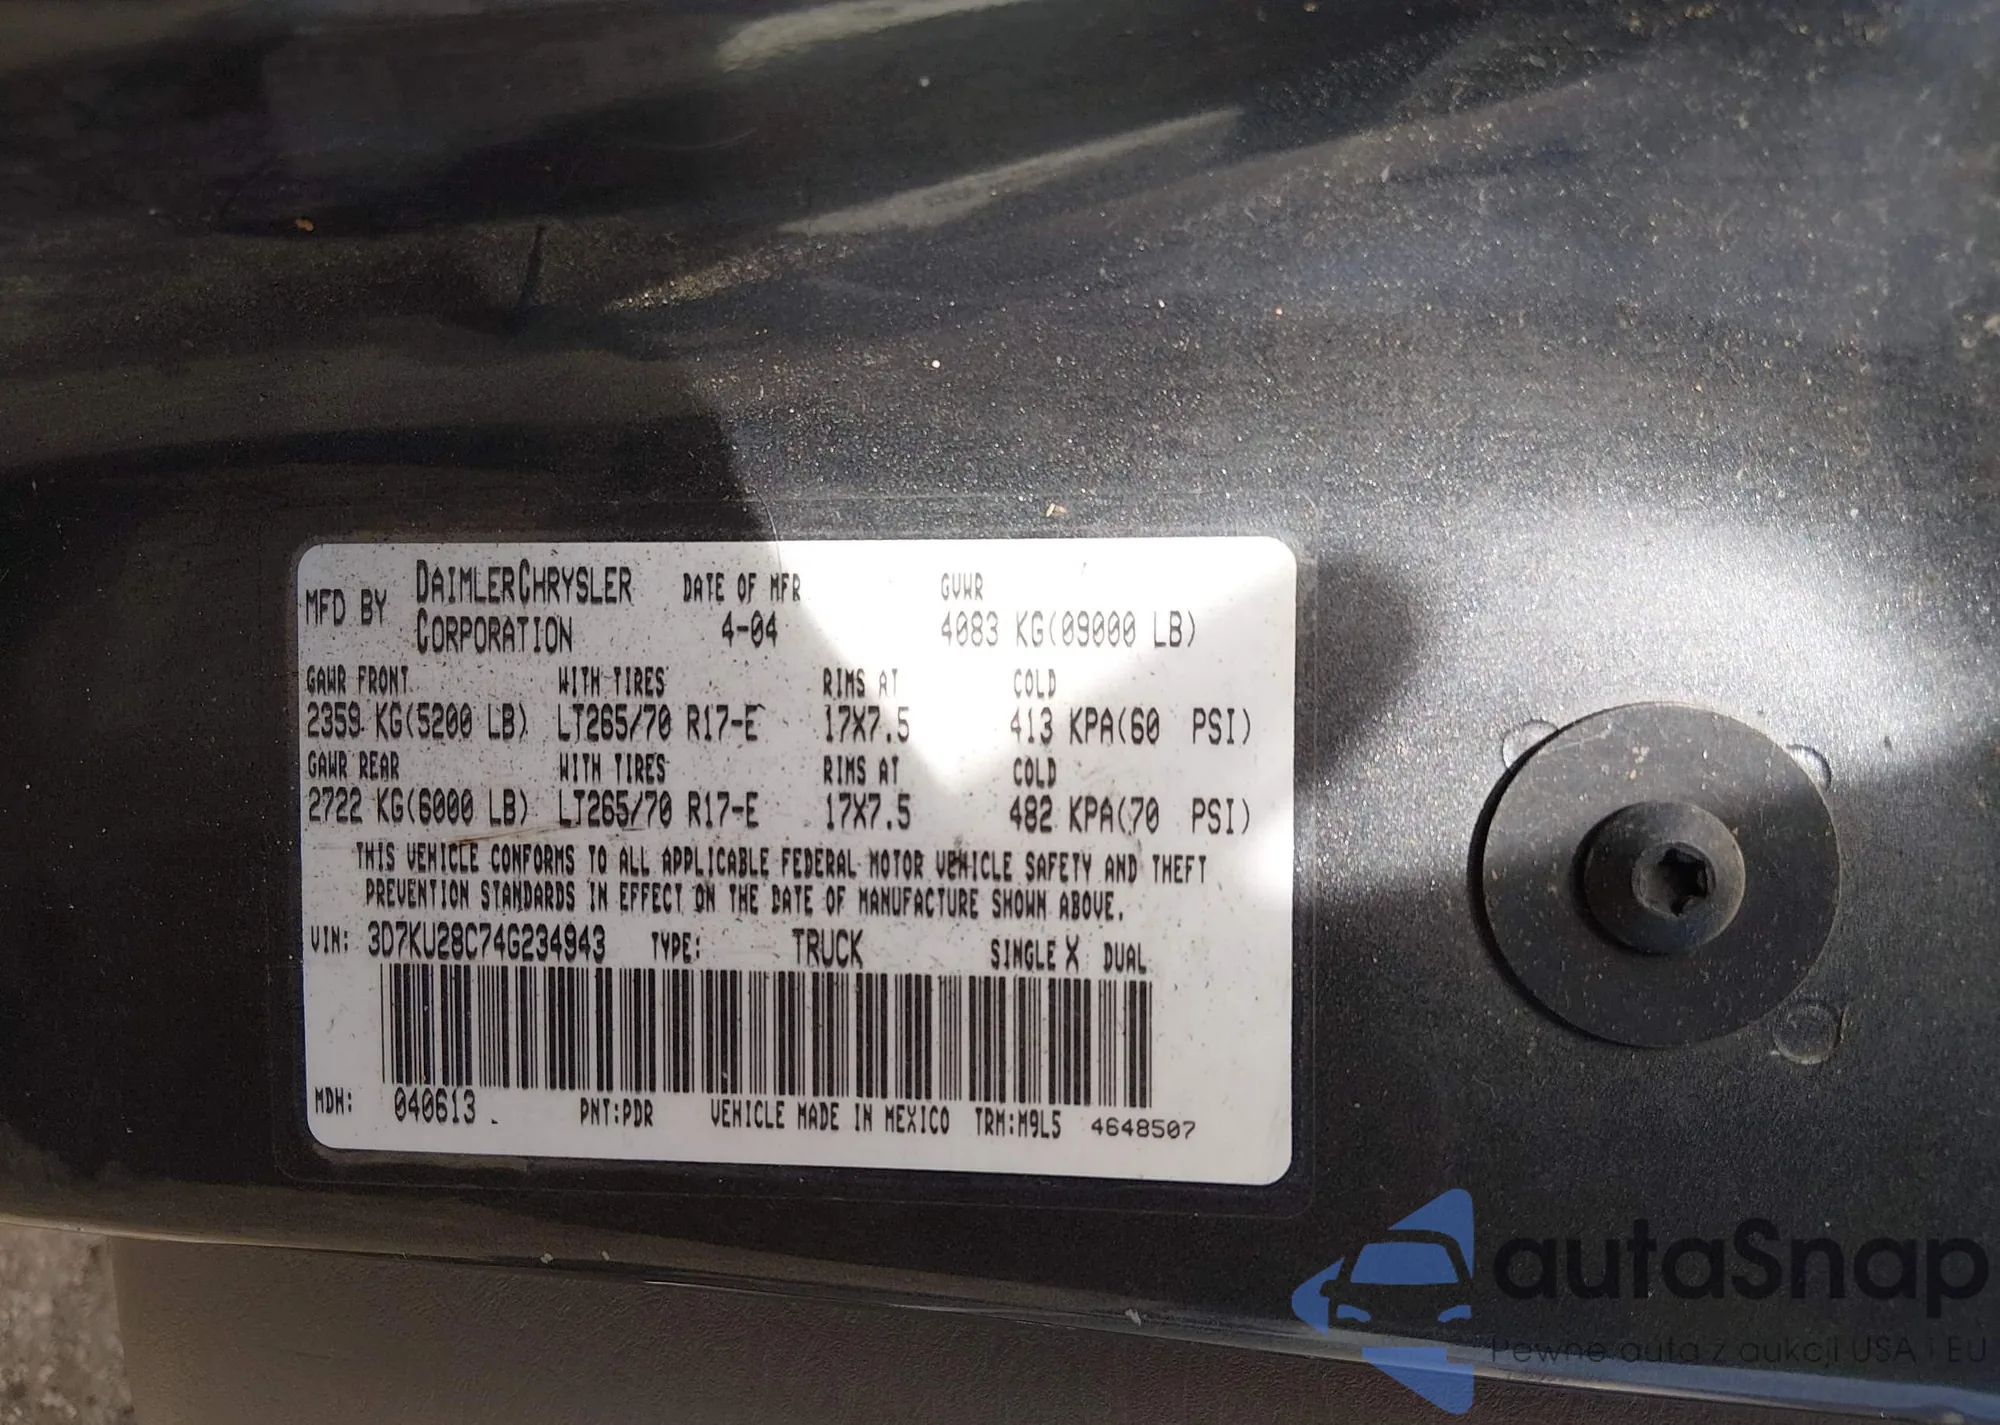 MFD BY DAIMLERCHRYSLER CORPORATION DATE OF MFR 4-04 GVWR 4083 KG(09000 LB)
GAWR FRONT WITH TIRES RIMS AT COLD
2359 KG(5200 LB) LT265/70 R17-E 17X7.5 413 KPA(60 PSI)
GAWR REAR WITH TIRES RIMS AT COLD
2722 KG(6000 LB) LT265/70 R17-E 17X7.5 482 KPA(70 PSI)
THIS VEHICLE CONFORMS TO ALL APPLICABLE FEDERAL MOTOR VEHICLE SAFETY AND THEFT
PREVENTION STANDARDS IN EFFECT ON THE DATE OF MANUFACTURE SHOWN ABOVE.
VIN: 3D7KU28C74G234943 TYPE: TRUCK SINGLE X DUAL
MDH: 040613 PNT:PDR VEHICLE MADE IN MEXICO TRM:M9L5 4648507
autaSnap
Pewne auta z aukcji USA i EU